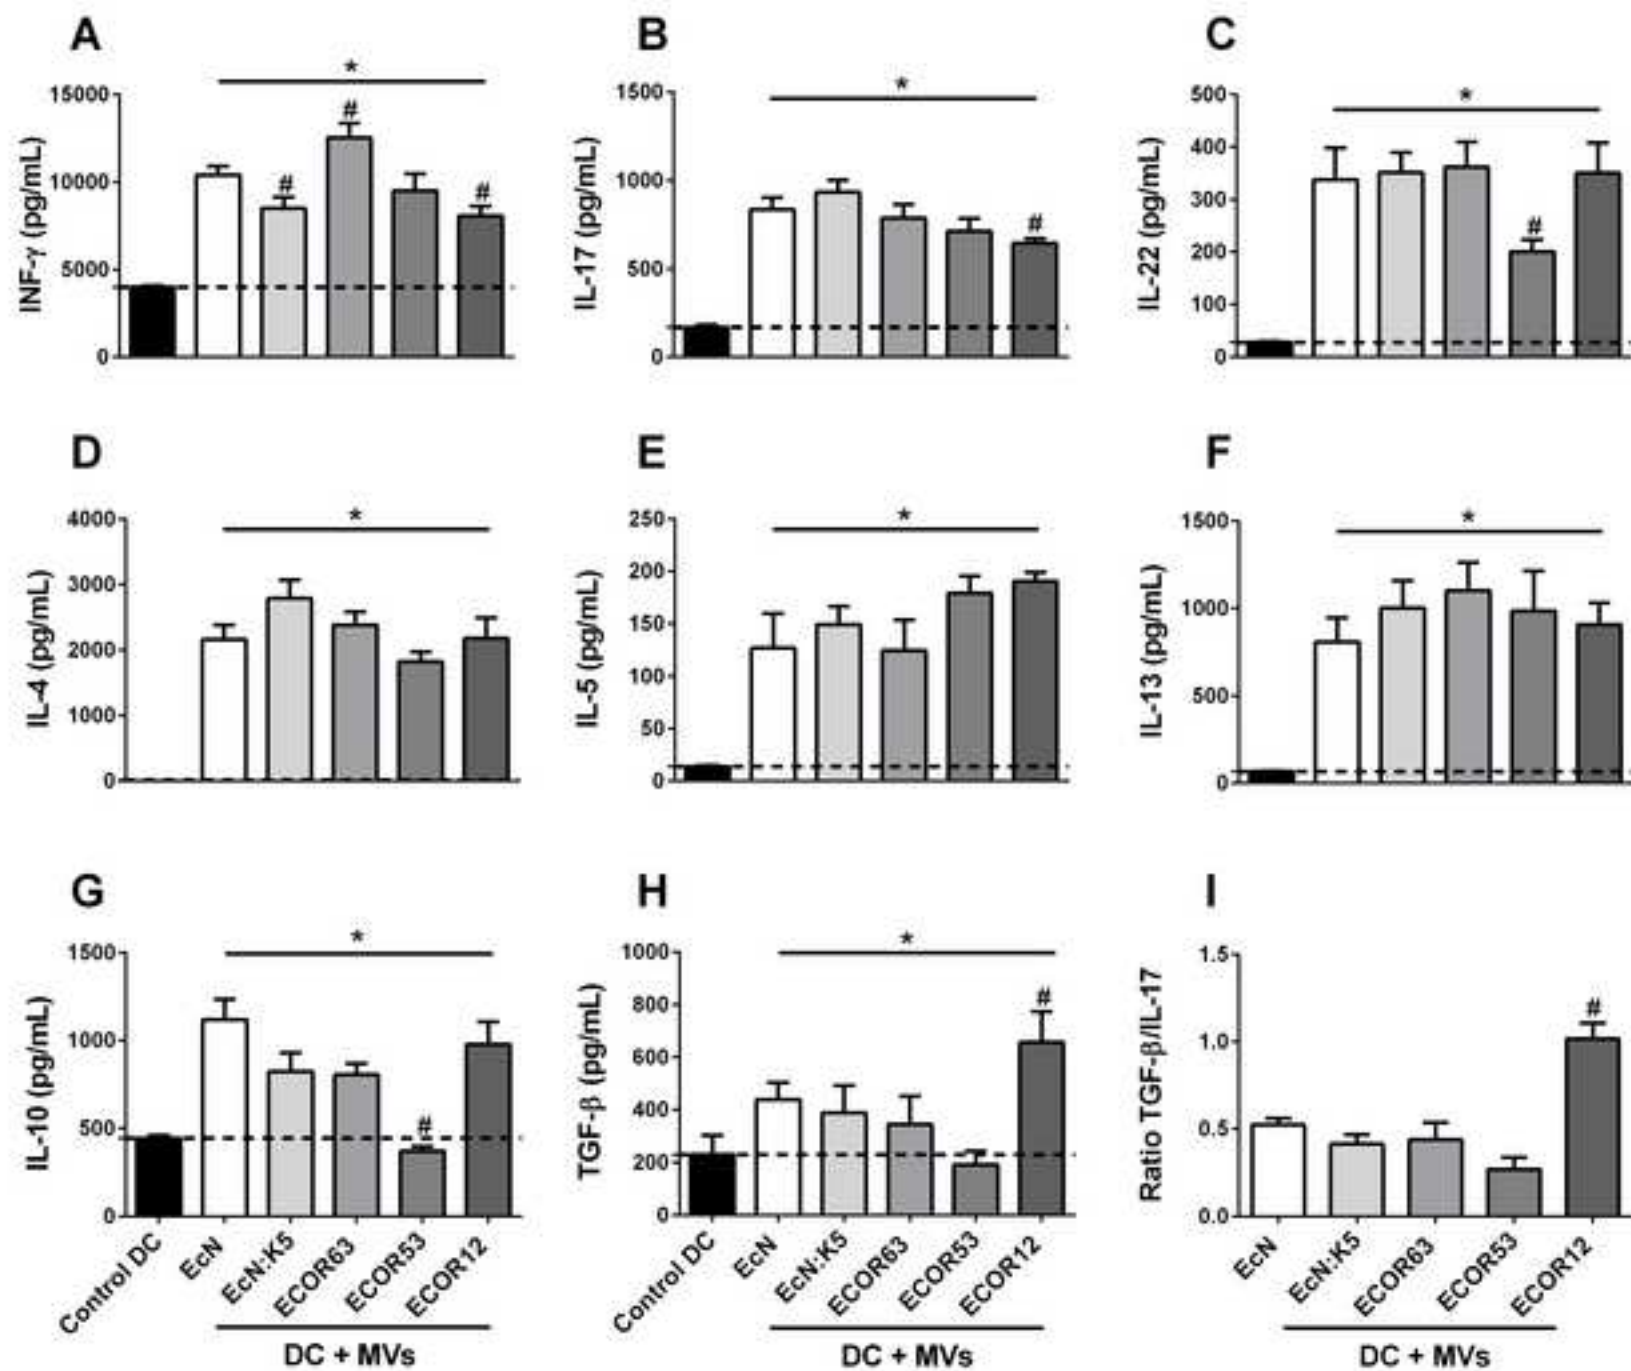 A
*
15000
10000
5000
0
INF-γ (pg/mL)
#
#
#
B
*
1500
1000
500
0
IL-17 (pg/mL)
#
C
*
500
400
300
200
100
0
IL-22 (pg/mL)
#
D
*
4000
3000
2000
1000
0
IL-4 (pg/mL)
E
*
250
200
150
100
50
0
IL-5 (pg/mL)
F
*
1500
1000
500
0
IL-13 (pg/mL)
G
*
1500
1000
500
0
IL-10 (pg/mL)
#
Control DC
EcN
EcN:K5
ECOR63
ECOR53
ECOR12
DC + MVs
H
*
1000
800
600
400
200
0
TGF-β (pg/mL)
#
Control DC
EcN
EcN:K5
ECOR63
ECOR53
ECOR12
DC + MVs
I
1.5
1.0
0.5
0.0
Ratio TGF-β/IL-17
#
EcN
EcN:K5
ECOR63
ECOR53
ECOR12
DC + MVs